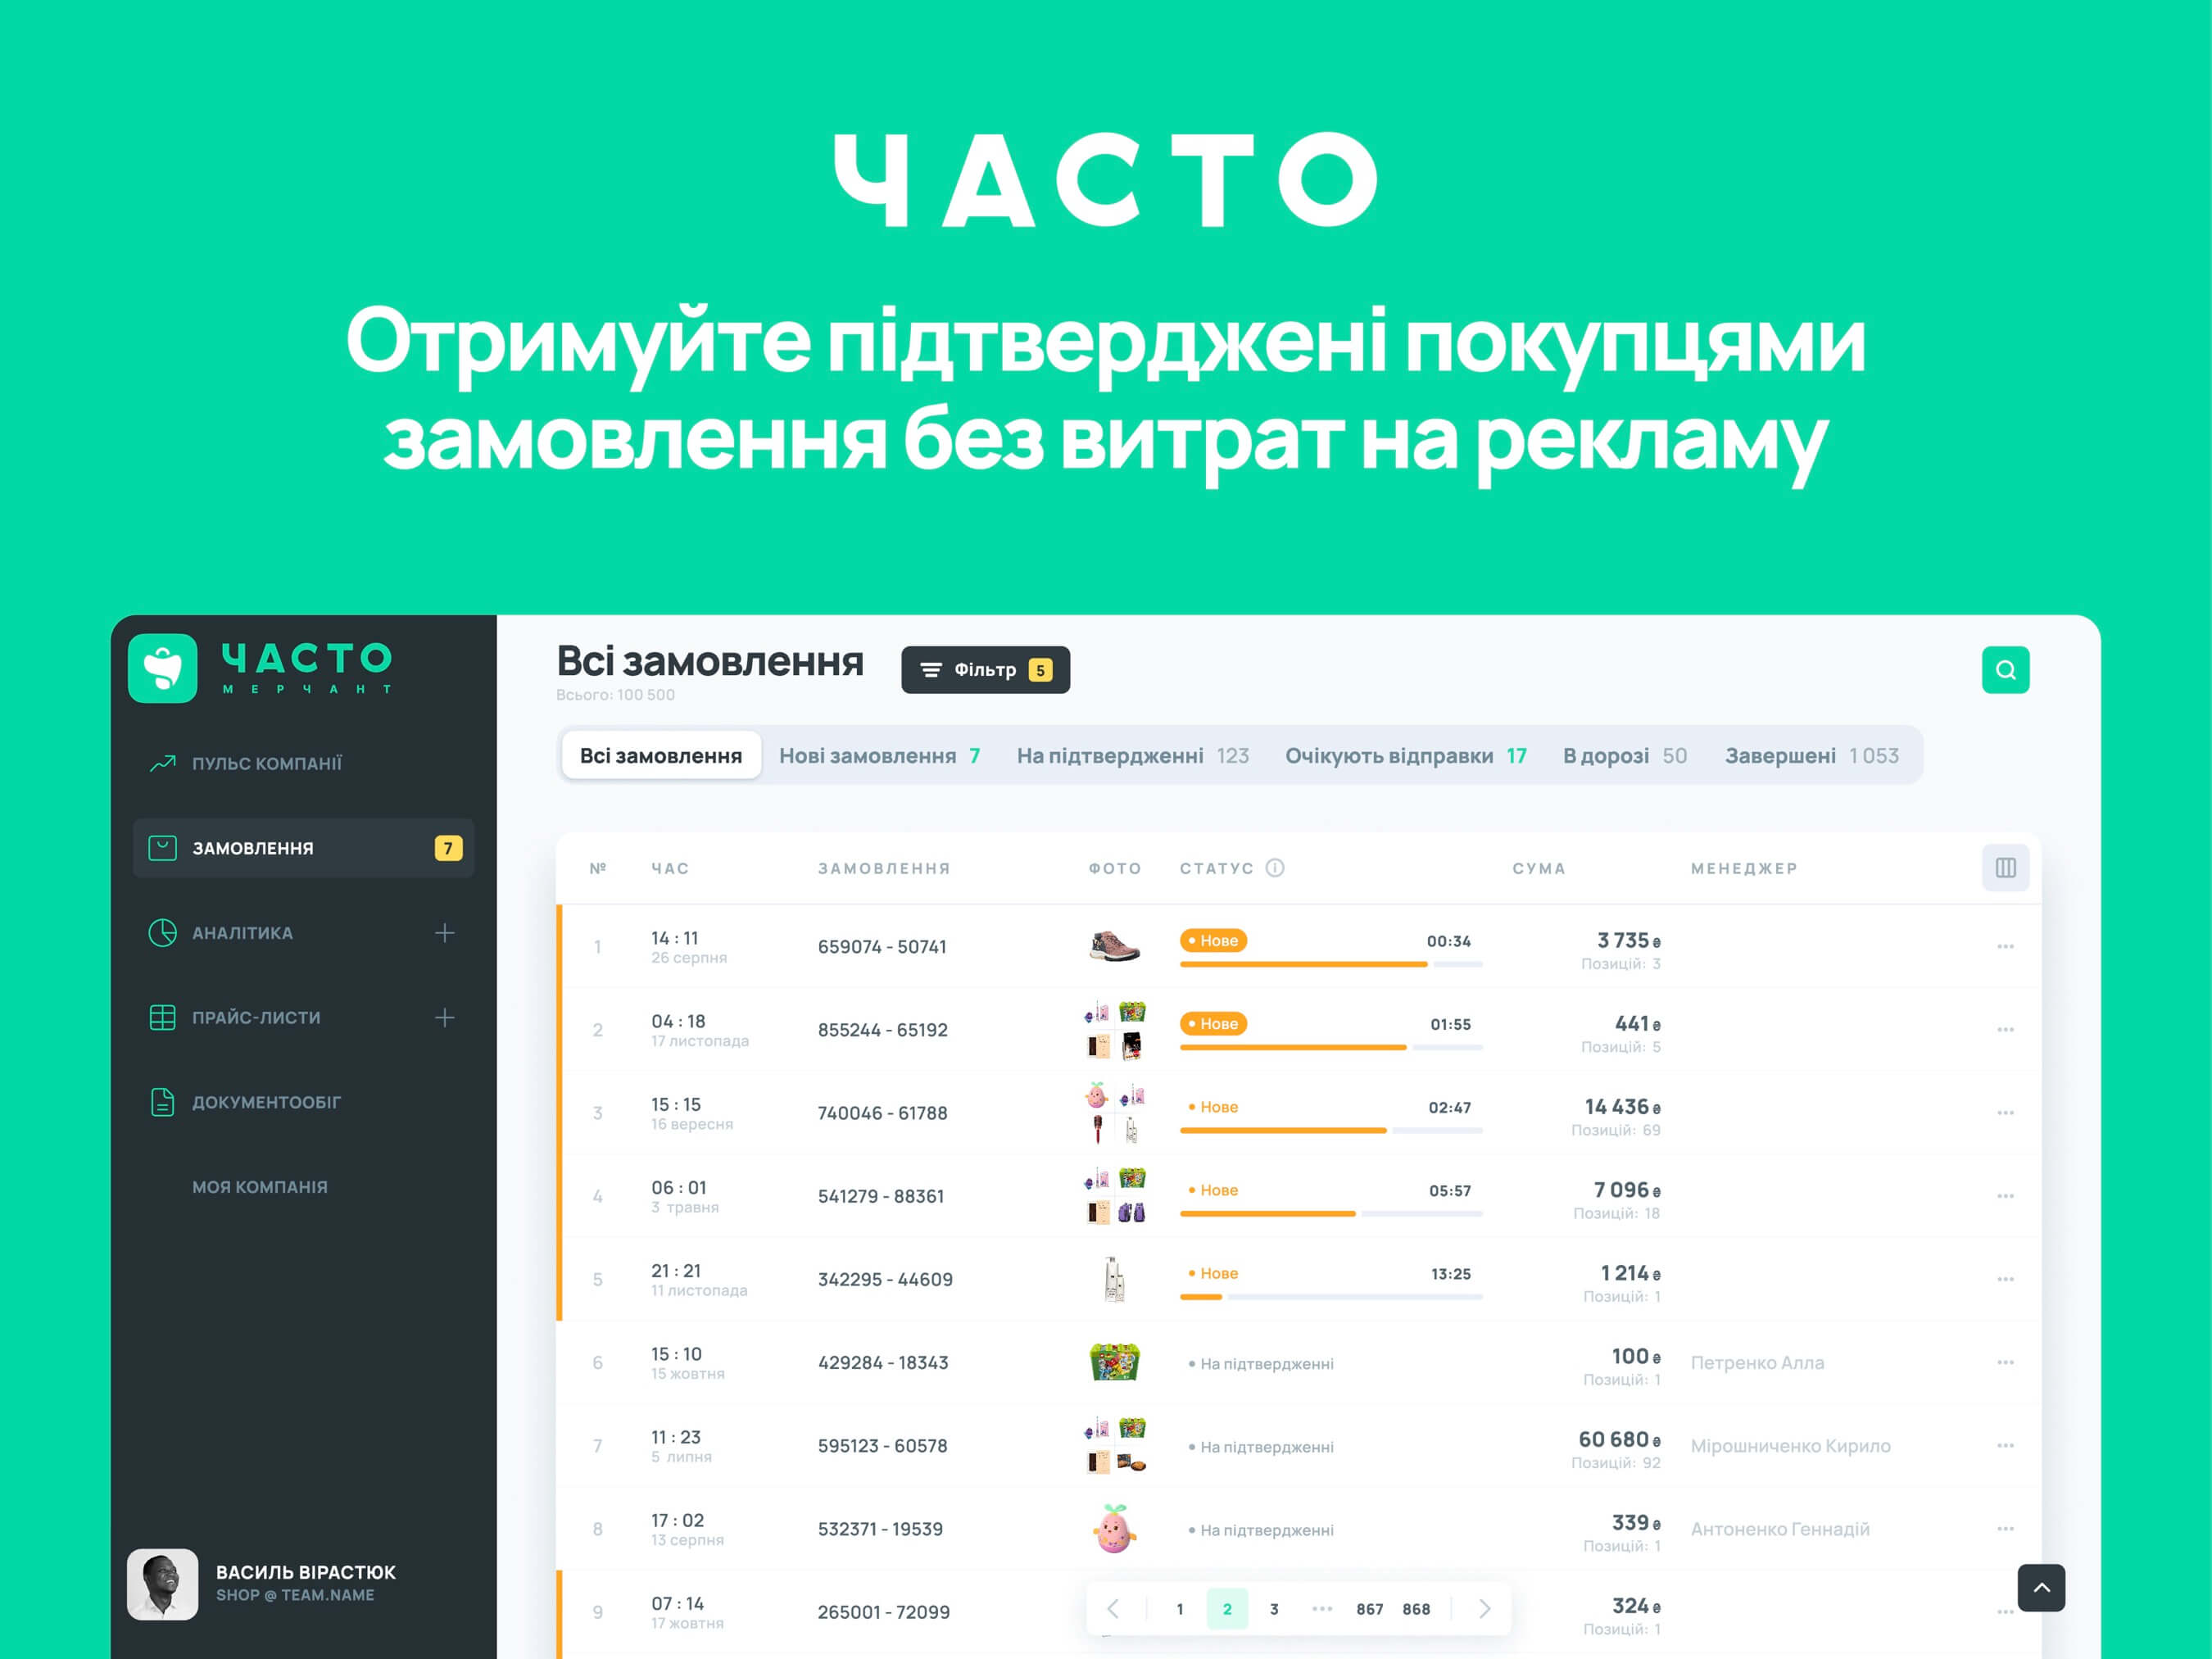 ЧАСТО
Отримуйте підтверджені покупцями
замовлення без витрат на рекламу
ЧАСТО
МЕРЧАНТ
ПУЛЬС КОМПАНІЇ
ЗАМОВЛЕННЯ 7
АНАЛІТИКА
ПРАЙС-ЛИСТИ
ДОКУМЕНТООБІГ
МОЯ КОМПАНІЯ
ВАСИЛЬ ВІРАСТЮК
SHOP @ TEAM.NAME
Всі замовлення
Всього: 100 500
Фільтр 5
Всі замовлення Нові замовлення 7 На підтвердженні 123 Очікують відправки 17 В дорозі 50 Завершені 1 053
№ ЧАС ЗАМОВЛЕННЯ ФОТО СТАТУС СУМА МЕНЕДЖЕР
1 14 : 11 659074 - 50741 Нове 00:34 3 735 ₴
26 серпня Позицій: 3
2 04 : 18 855244 - 65192 Нове 01:55 441 ₴
17 листопада Позицій: 5
3 15 : 15 740046 - 61788 Нове 02:47 14 436 ₴
16 вересня Позицій: 69
4 06 : 01 541279 - 88361 Нове 05:57 7 096 ₴
3 травня Позицій: 18
5 21 : 21 342295 - 44609 Нове 13:25 1 214 ₴
11 листопада Позицій: 1
6 15 : 10 429284 - 18343 На підтвердженні 100 ₴ Петренко Алла
15 жовтня Позицій: 1
7 11 : 23 595123 - 60578 На підтвердженні 60 680 ₴ Мірошниченко Кирило
5 липня Позицій: 92
8 17 : 02 532371 - 19539 На підтвердженні 339 ₴ Антоненко Геннадій
13 серпня Позицій: 1
9 07 : 14 265001 - 72099 324 ₴
17 жовтня Позицій: 1
1 2 3 ••• 867 868